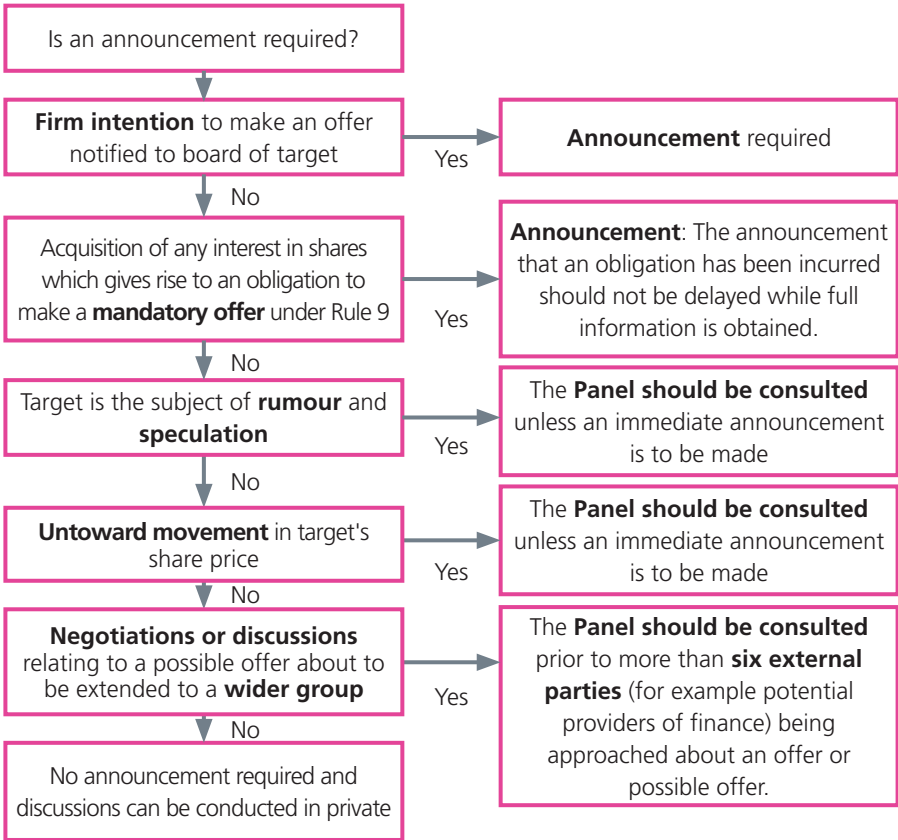 Is an announcement required?
Firm intention to make an offer
notified to board of target
Yes
Announcement required
No
Acquisition of any interest in shares
which gives rise to an obligation to
make a mandatory offer under Rule 9
Yes
Announcement: The announcement
that an obligation has been incurred
should not be delayed while full
information is obtained.
No
Target is the subject of rumour and
speculation
Yes
The Panel should be consulted
unless an immediate announcement
is to be made
No
Untoward movement in target's
share price
Yes
The Panel should be consulted
unless an immediate announcement
is to be made
No
Negotiations or discussions
relating to a possible offer about to
be extended to a wider group
Yes
The Panel should be consulted
prior to more than six external
parties (for example potential
providers of finance) being
approached about an offer or
possible offer.
No
No announcement required and
discussions can be conducted in private